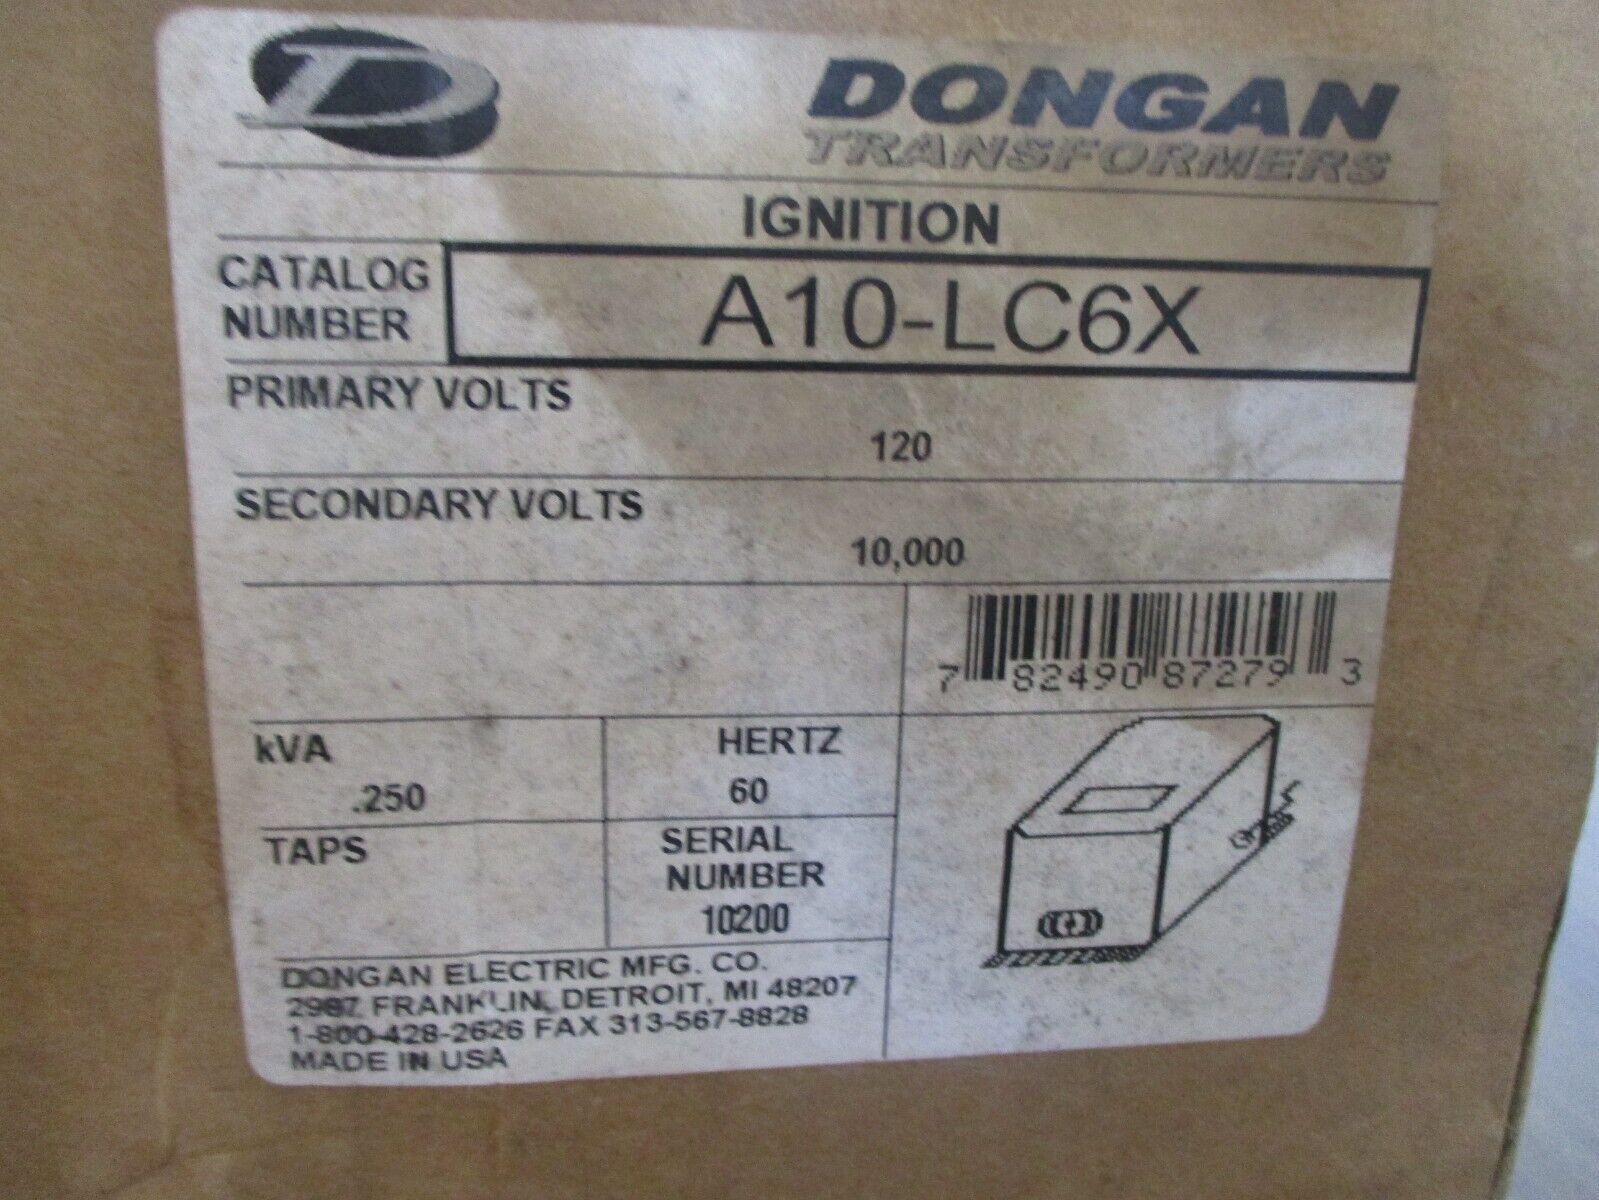 D
DONGAN
TRANSFORMERS
IGNITION
CATALOG
NUMBER
A10-LC6X
PRIMARY VOLTS
120
SECONDARY VOLTS
10,000
7 82490 87279 3
kVA
.250
HERTZ
60
TAPS
SERIAL
NUMBER
10200
DONGAN ELECTRIC MFG. CO.
2987 FRANKLIN, DETROIT, MI 48207
1-800-428-2626 FAX 313-567-8828
MADE IN USA